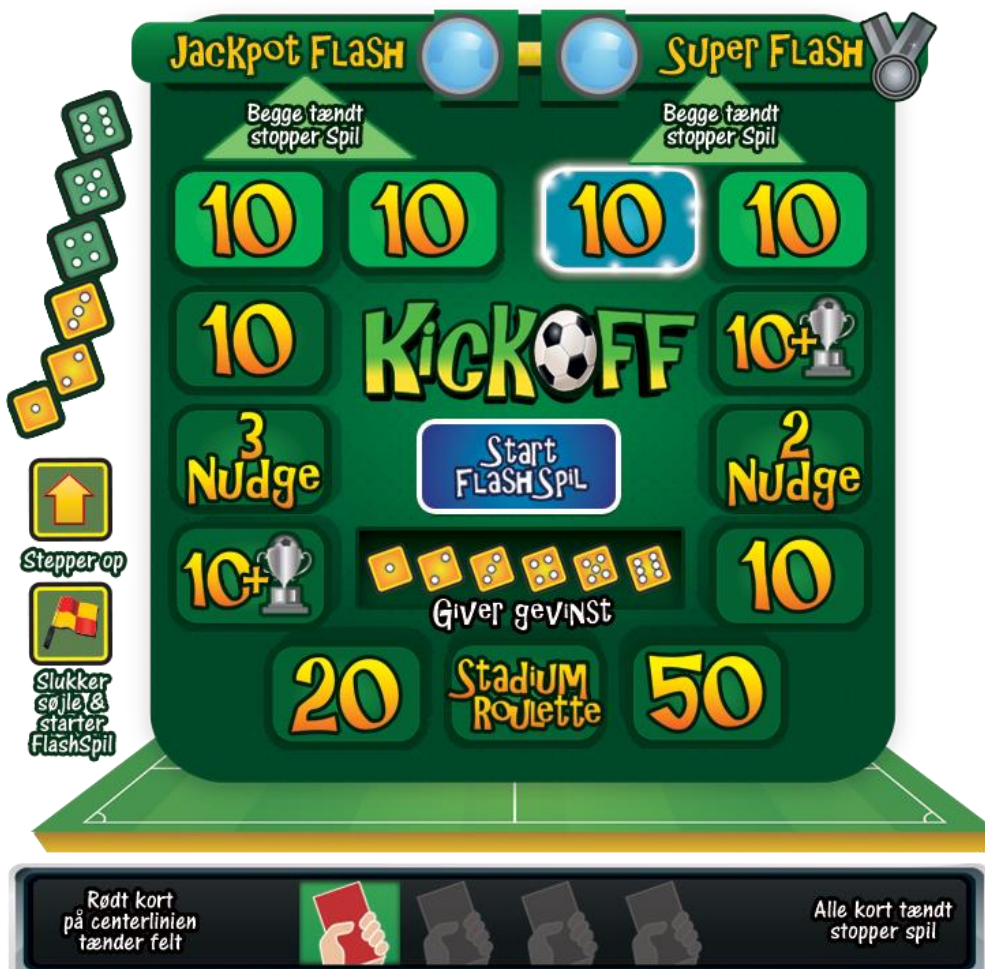 Jackpot Flash
Super Flash
Begge tændt
stopper Spil
Begge tændt
stopper Spil
10
10
10
10
10
KickOFF
10+
3
Nudge
Start
FlashSpil
2
Nudge
Stepper op
10+
10
Giver gevinst
Slukker
søjle &
starter
FlashSpil
20
Stadium
Roulette
50
Rødt kort
på centerlinien
tænder felt
Alle kort tændt
stopper spil